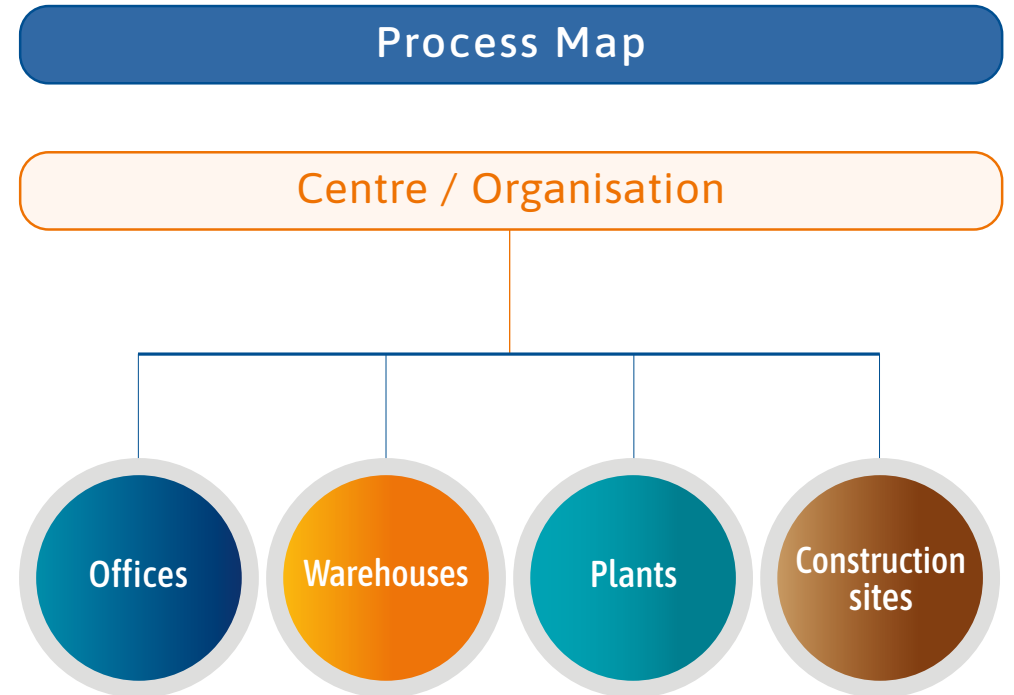 Process Map
Centre / Organisation
Offices
Warehouses
Plants
Construction
sites